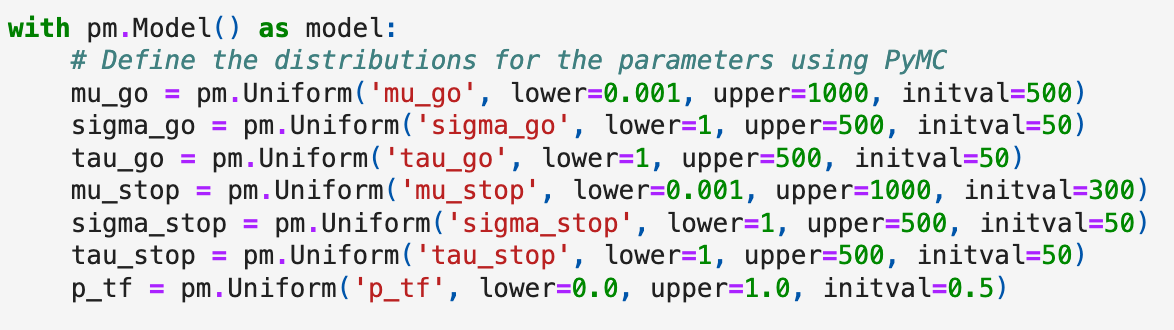 with pm.Model() as model:
    # Define the distributions for the parameters using PyMC
    mu_go = pm.Uniform('mu_go', lower=0.001, upper=1000, initval=500)
    sigma_go = pm.Uniform('sigma_go', lower=1, upper=500, initval=50)
    tau_go = pm.Uniform('tau_go', lower=1, upper=500, initval=50)
    mu_stop = pm.Uniform('mu_stop', lower=0.001, upper=1000, initval=300)
    sigma_stop = pm.Uniform('sigma_stop', lower=1, upper=500, initval=50)
    tau_stop = pm.Uniform('tau_stop', lower=1, upper=500, initval=50)
    p_tf = pm.Uniform('p_tf', lower=0.0, upper=1.0, initval=0.5)